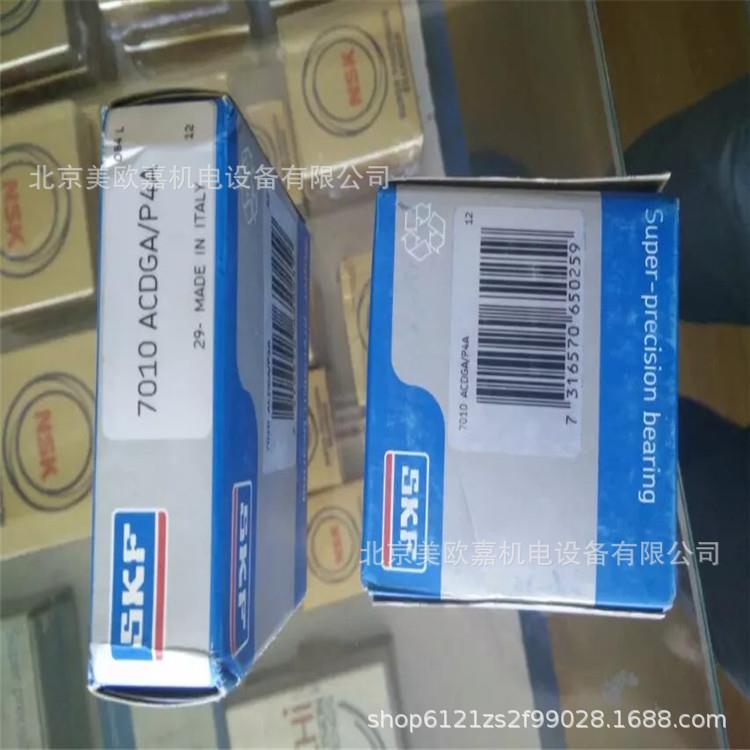 084 L
12
7010 ACDGA/P4A
29- MADE IN ITALY
SKF
SKF
12
7010 ACDGA/P4A
7 316570 650259
Super-precision bearing
SKF
NSK
NSK
NSK
NSK
北京美欧嘉机电设备有限公司
北京美欧嘉机电设备有限公司
shop6121zs2f99028.1688.com